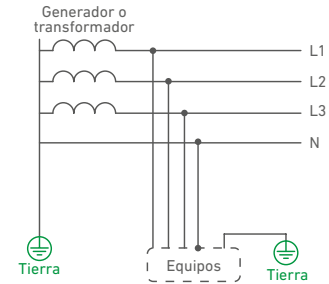 Generador o
transformador
L1
L2
L3
N
Equipos
Tierra
Tierra